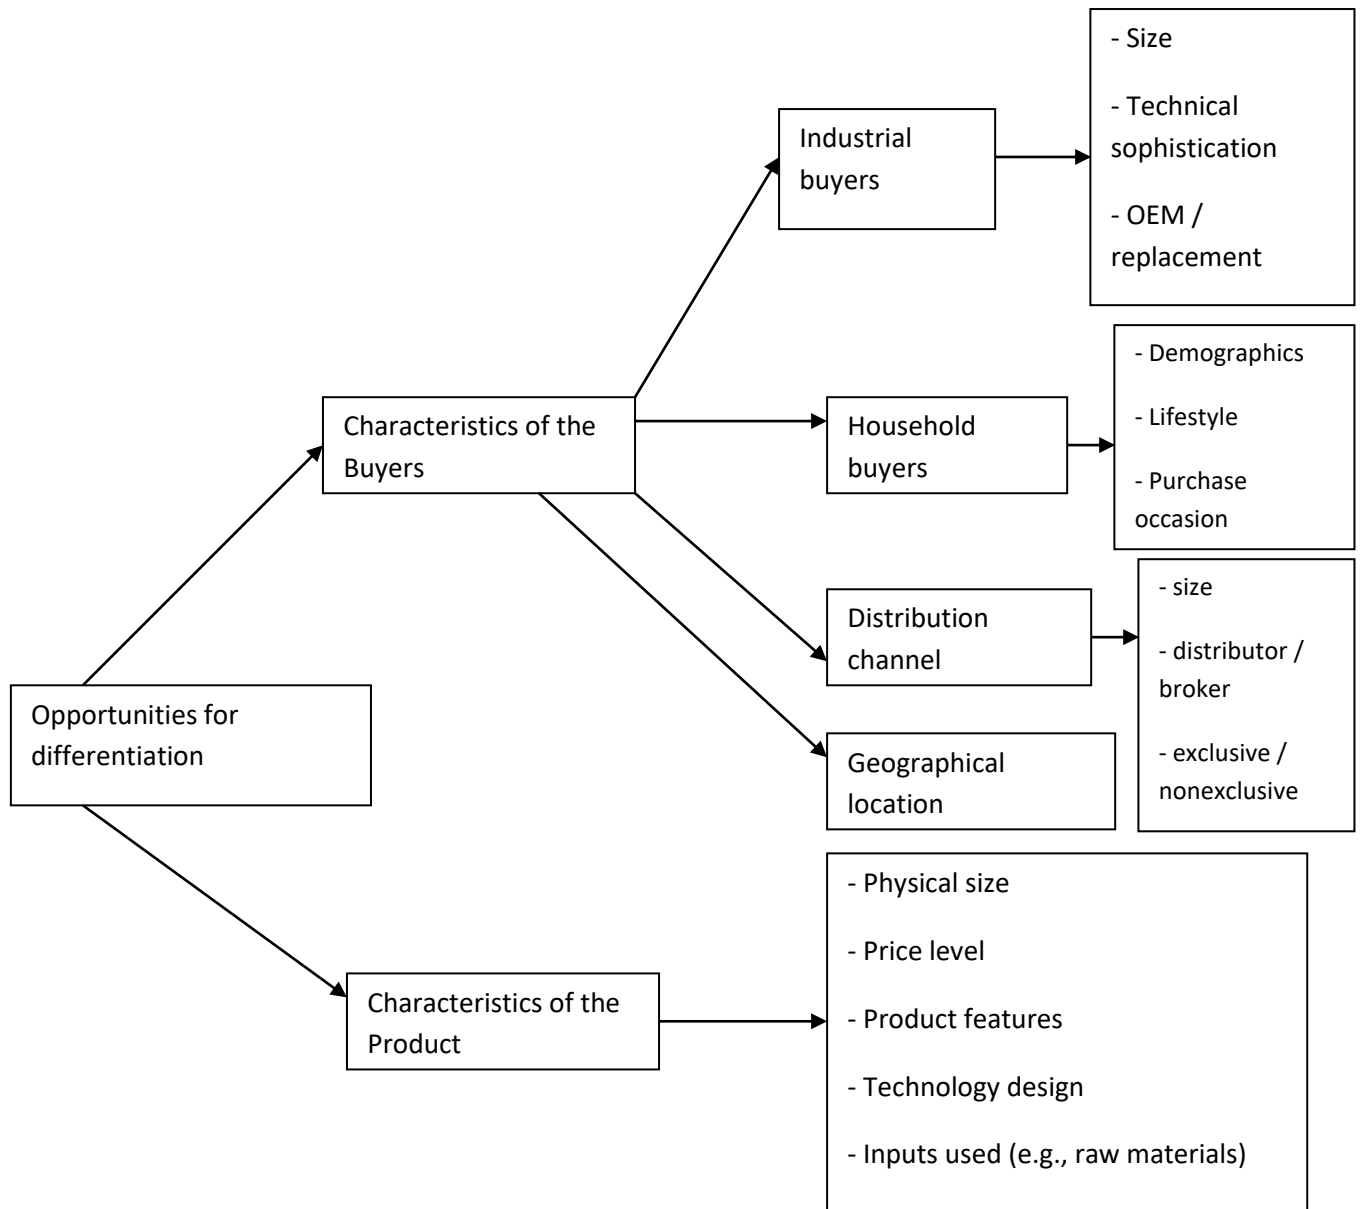 - Size
- Technical
sophistication
- OEM /
replacement
Industrial
buyers
- Demographics
- Lifestyle
- Purchase
occasion
Characteristics of the
Buyers
Household
buyers
- size
- distributor /
broker
- exclusive /
nonexclusive
Distribution
channel
Opportunities for
differentiation
Geographical
location
- Physical size
- Price level
- Product features
- Technology design
- Inputs used (e.g., raw materials)
Characteristics of the
Product